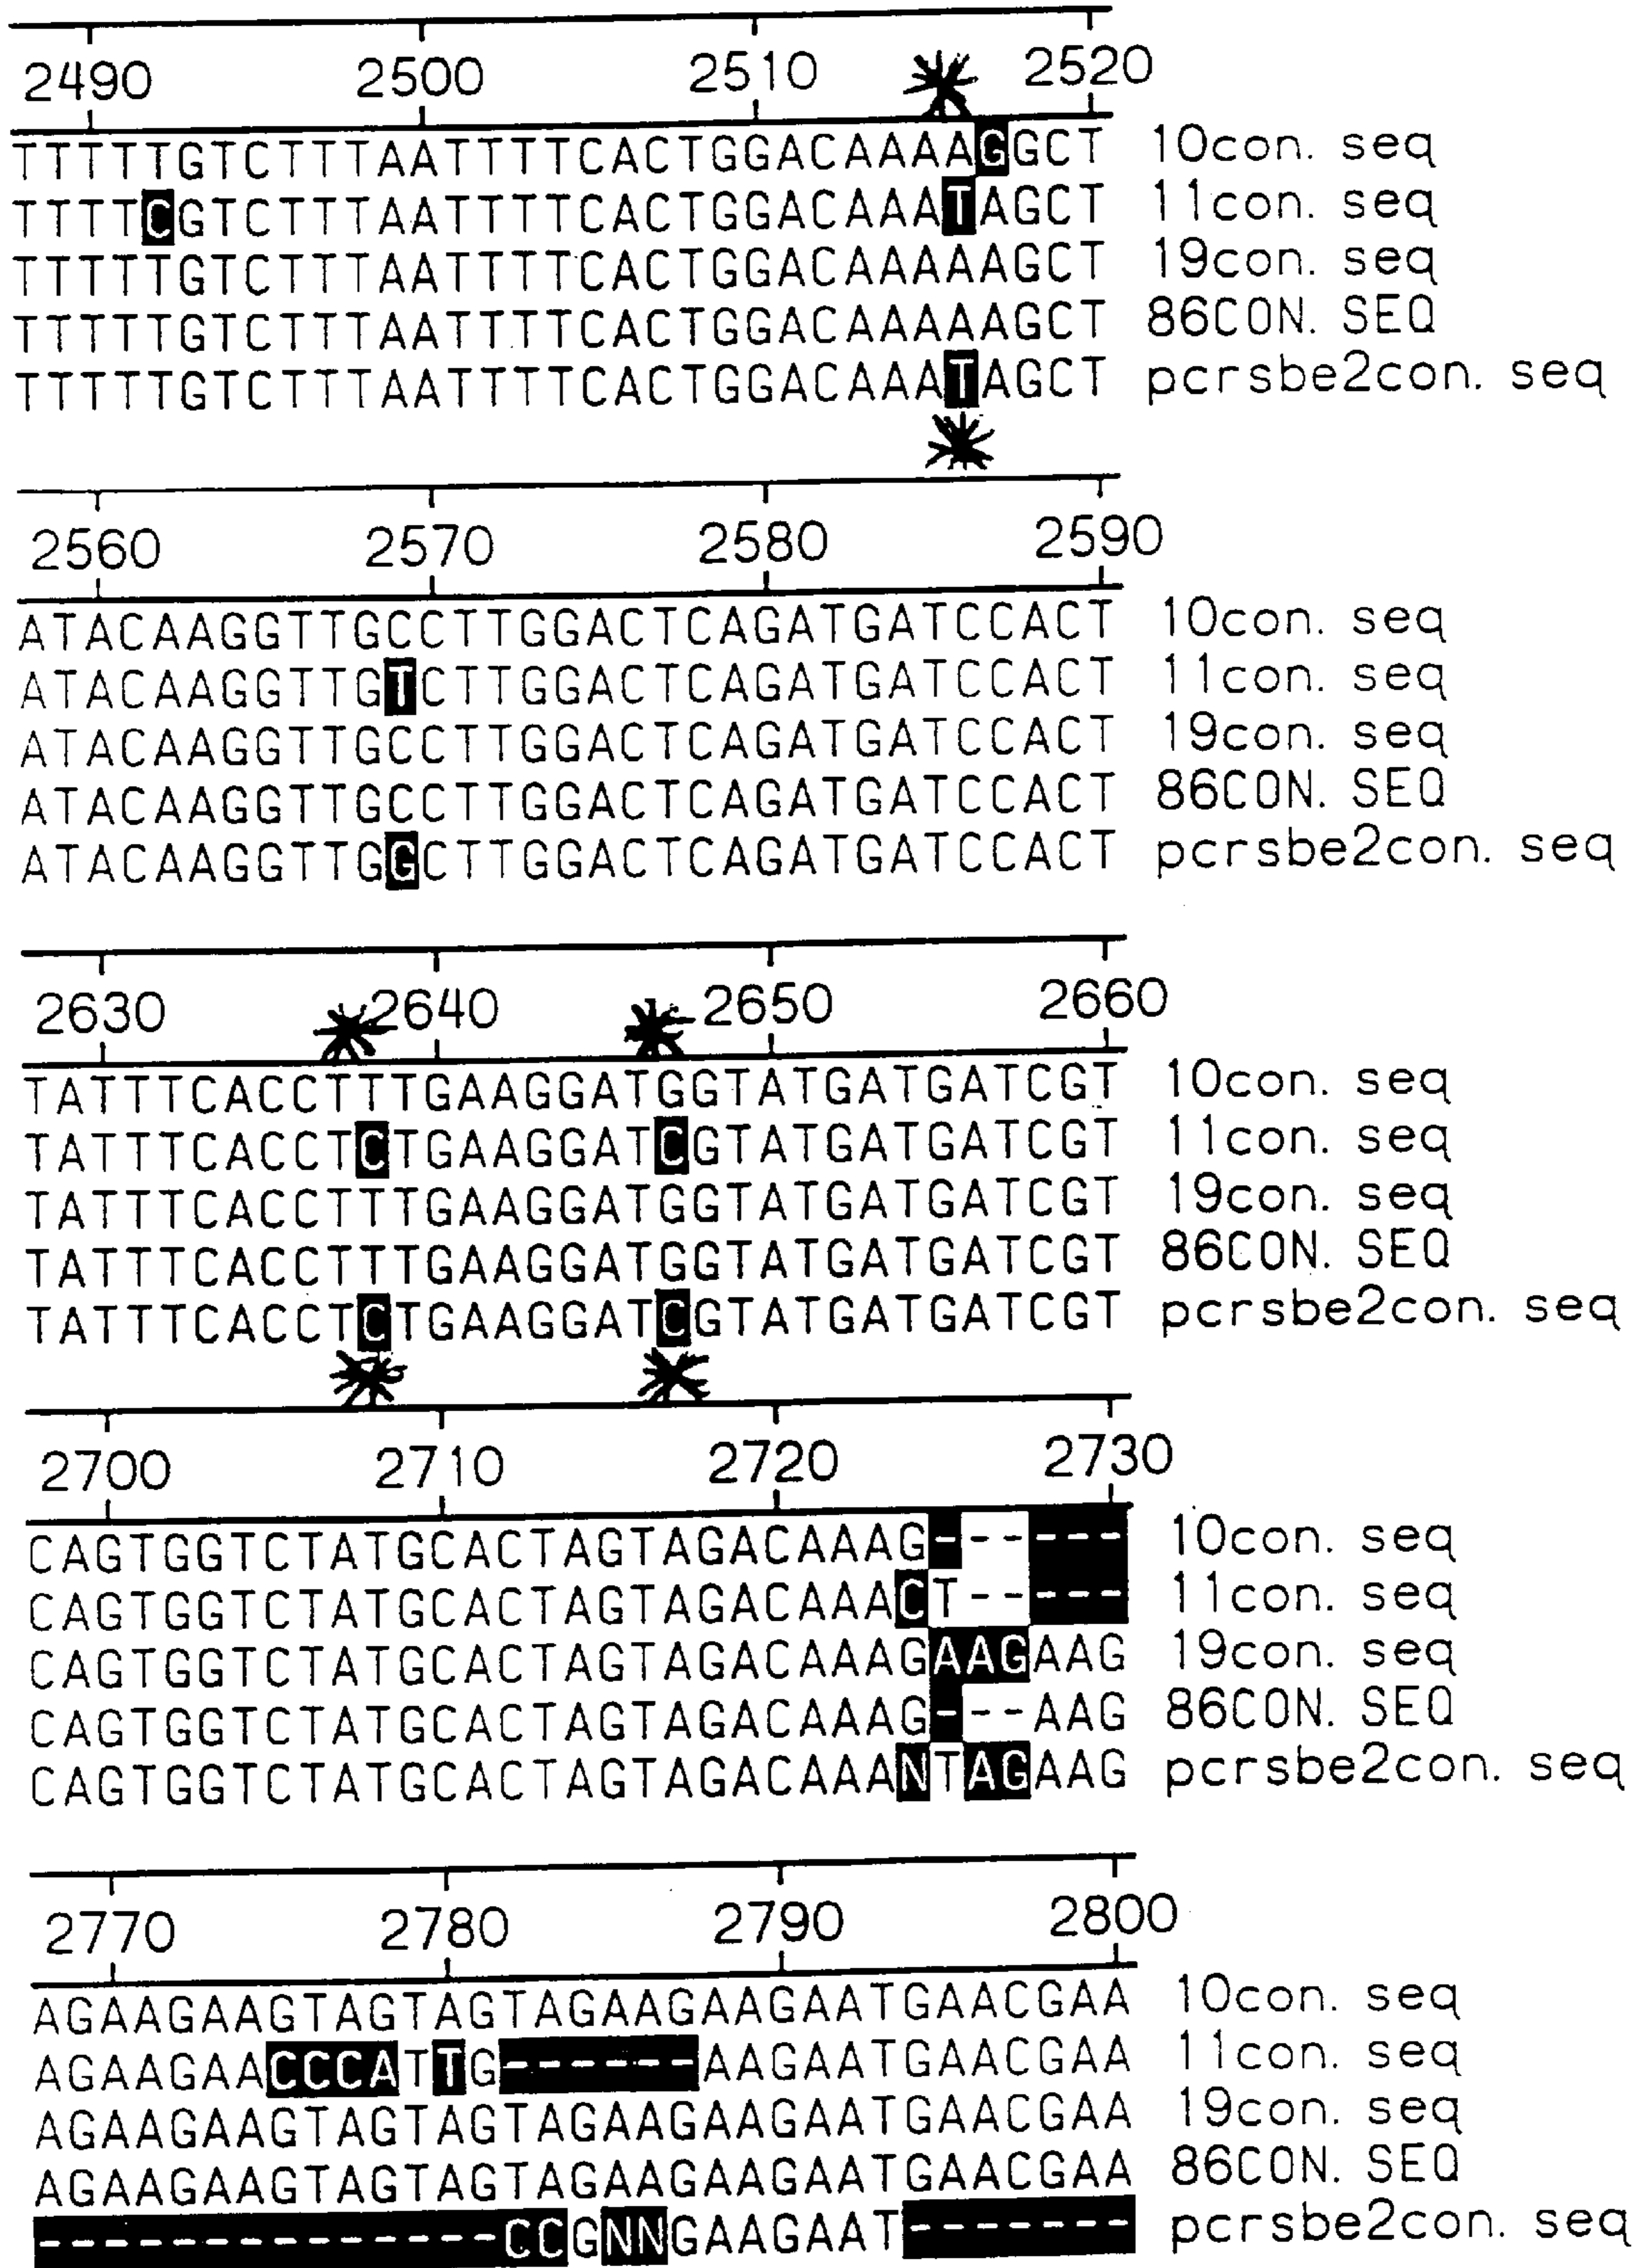 2490 2500 2510 2520
TTTTTGTCTTTAATTTTCACTGGACAAAAGGCT 10con. seq
TTTTCGTCTTTAATTTTCACTGGACAAATAGCT 11con. seq
TTTTTGTCTTTAATTTTCACTGGACAAAAAGCT 19con. seq
TTTTTGTCTTTAATTTTCACTGGACAAAAAGCT 86CON. SEQ
TTTTTGTCTTTAATTTTCACTGGACAAATAGCT pcrsbe2con. seq
2560 2570 2580 2590
ATACAAGGTTGCCTTGGACTCAGATGATCCACT 10con. seq
ATACAAGGTTGTCTTGGACTCAGATGATCCACT 11con. seq
ATACAAGGTTGCCTTGGACTCAGATGATCCACT 19con. seq
ATACAAGGTTGCCTTGGACTCAGATGATCCACT 86CON. SEQ
ATACAAGGTTGGCTTGGACTCAGATGATCCACT pcrsbe2con. seq
2630 2640 2650 2660
TATTTCACCTTTGAAGGATGGTATGATGATCGT 10con. seq
TATTTCACCTCTGAAGGATCGTATGATGATCGT 11con. seq
TATTTCACCTTTGAAGGATGGTATGATGATCGT 19con. seq
TATTTCACCTTTGAAGGATGGTATGATGATCGT 86CON. SEQ
TATTTCACCTCTGAAGGATCGTATGATGATCGT pcrsbe2con. seq
2700 2710 2720 2730
CAGTGGTCTATGCACTAGTAGACAAAG------ 10con. seq
CAGTGGTCTATGCACTAGTAGACAAACT----- 11con. seq
CAGTGGTCTATGCACTAGTAGACAAAGAAGAAG 19con. seq
CAGTGGTCTATGCACTAGTAGACAAAG---AAG 86CON. SEQ
CAGTGGTCTATGCACTAGTAGACAAANTAGAAG pcrsbe2con. seq
2770 2780 2790 2800
AGAAGAAGTAGTAGTAGAAGAAGAATGAACGAA 10con. seq
AGAAGAACCCATTG------AAGAATGAACGAA 11con. seq
AGAAGAAGTAGTAGTAGAAGAAGAATGAACGAA 19con. seq
AGAAGAAGTAGTAGTAGAAGAAGAATGAACGAA 86CON. SEQ
--------------CCGNNGAAGAAT------- pcrsbe2con. seq